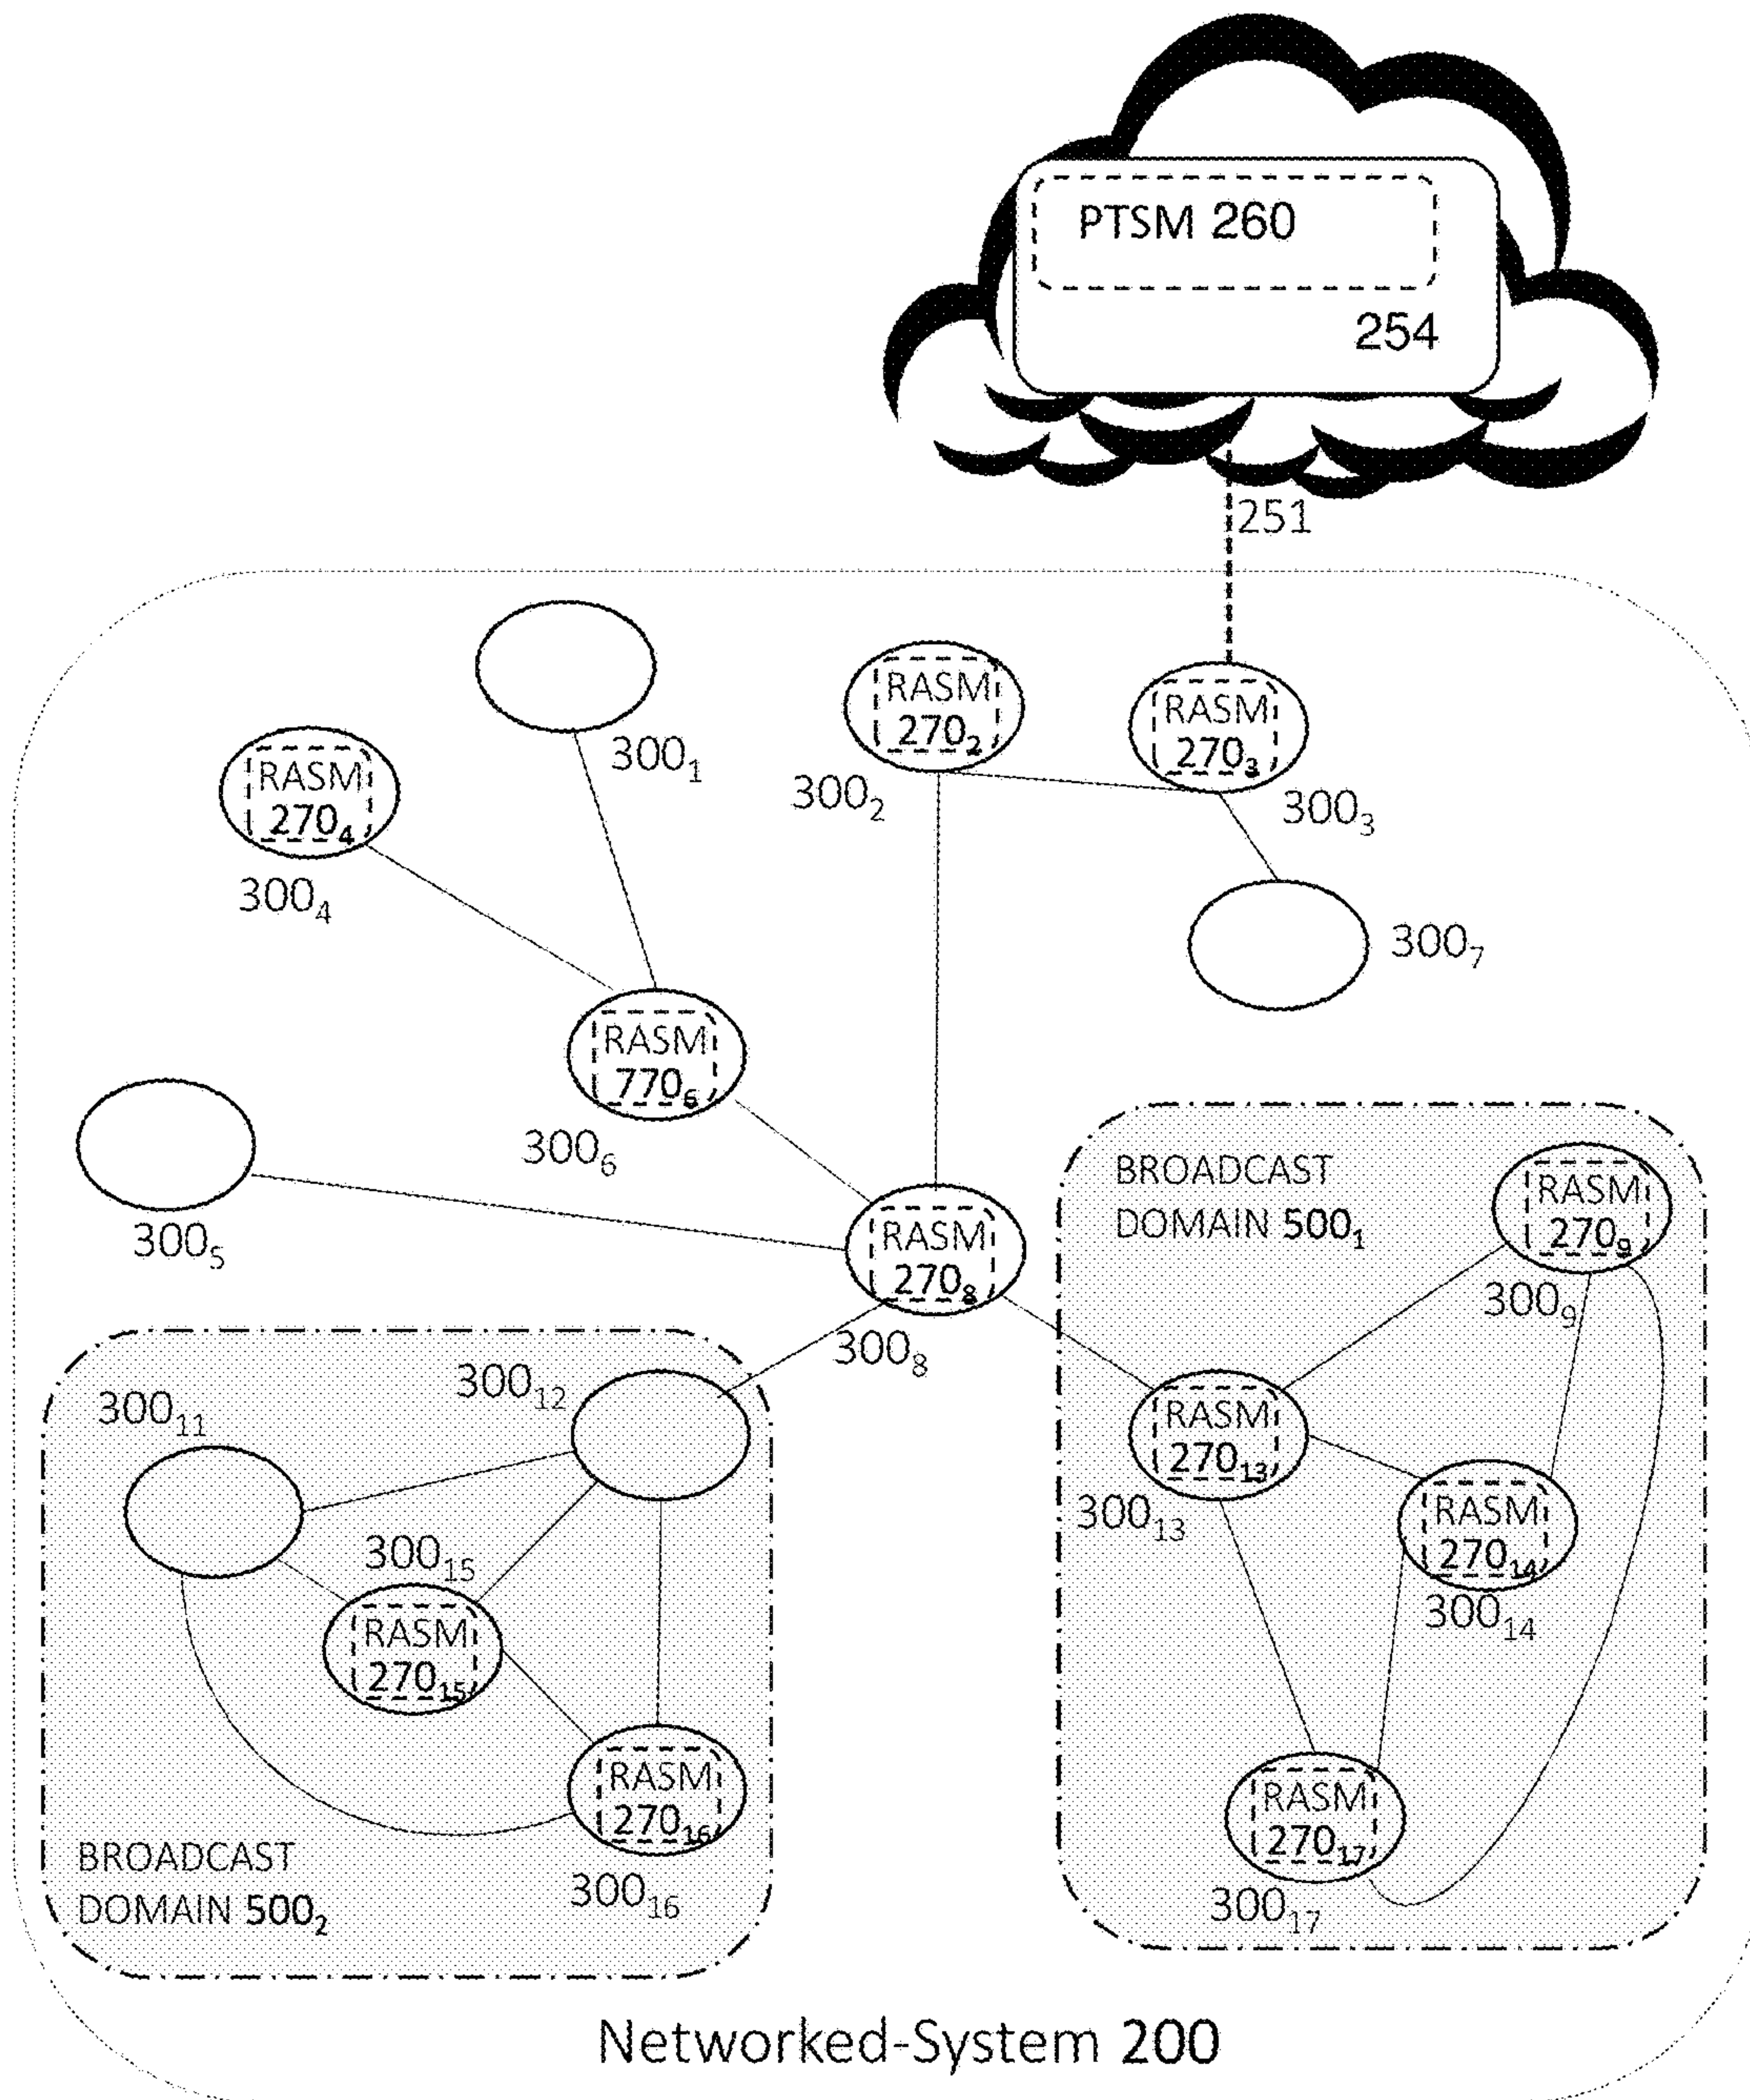 PTSM 260
254
251
300₁
RASM
270₂
300₂
RASM
270₃
300₃
RASM
270₄
300₄
300₇
RASM
770₆
300₆
300₅
RASM
270₈
300₈
BROADCAST
DOMAIN 500₁
RASM
270₉
300₉
RASM
270₁₃
300₁₃
RASM
270₁₄
300₁₄
RASM
270₁₇
300₁₇
300₁₂
300₁₁
300₁₅
RASM
270₁₅
RASM
270₁₆
300₁₆
BROADCAST
DOMAIN 500₂
Networked-System 200